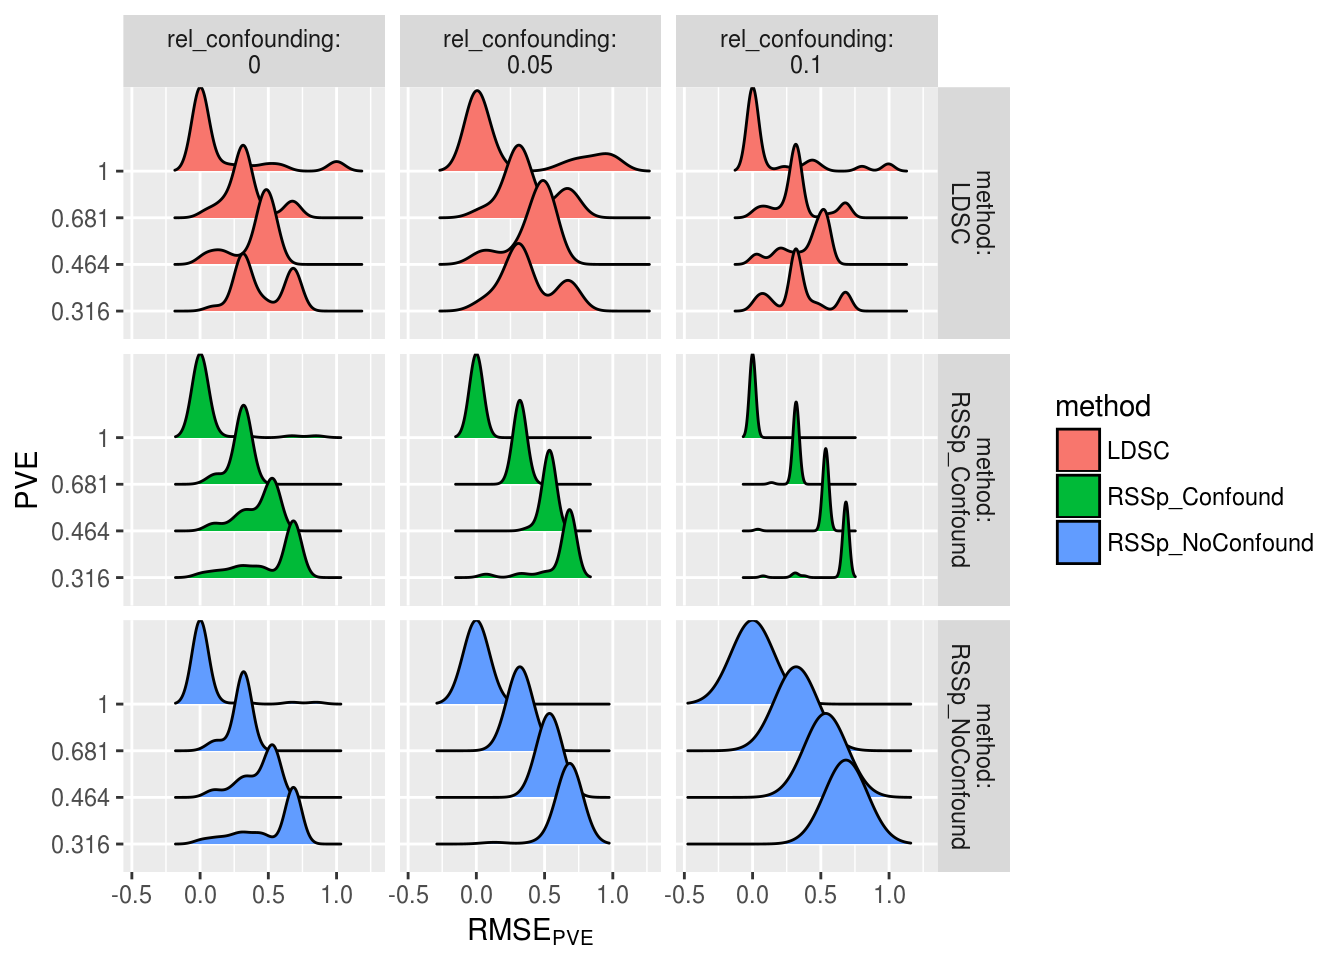 rel_confounding:
0
rel_confounding:
0.05
rel_confounding:
0.1
1
0.681
0.464
0.316
method:
LDSC
PVE
1
0.681
0.464
0.316
method:
RSSp_Confound
1
0.681
0.464
0.316
method:
RSSp_NoConfound
-0.5 0.0 0.5 1.0
-0.5 0.0 0.5 1.0
-0.5 0.0 0.5 1.0
RMSE_PVE
method
LDSC
RSSp_Confound
RSSp_NoConfound